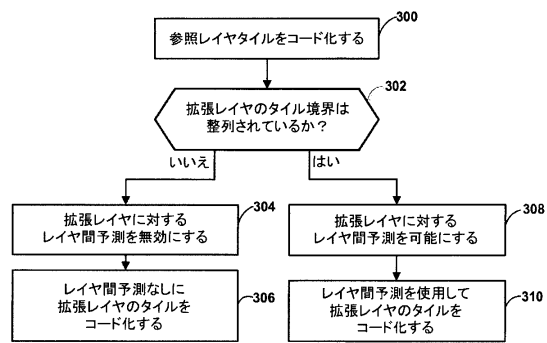 参照レイヤタイルをコード化する
300
拡張レイヤのタイル境界は
整列されているか?
302
いいえ
はい
拡張レイヤに対する
レイヤ間予測を無効にする
304
拡張レイヤに対する
レイヤ間予測を可能にする
308
レイヤ間予測なしに
拡張レイヤのタイルを
コード化する
306
レイヤ間予測を使用して
拡張レイヤのタイルを
コード化する
310